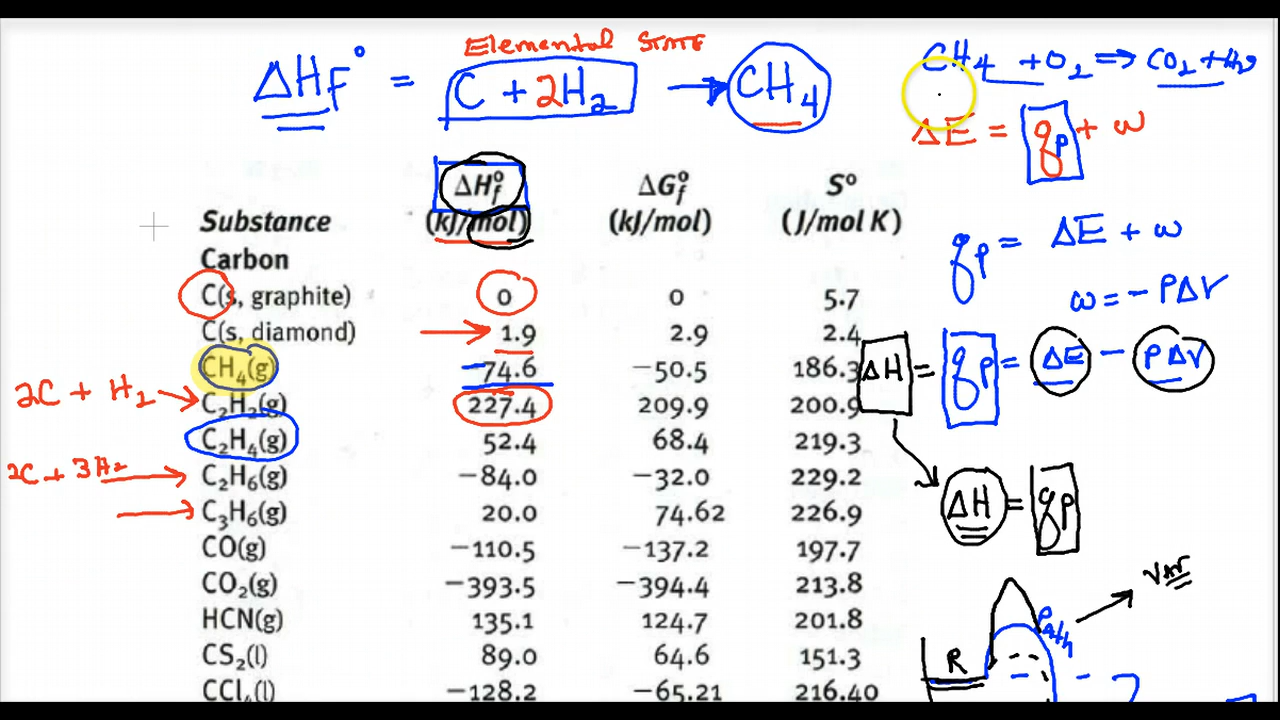 Elemental STATE
ΔHF° = C + 2H2 → CH4
CH4 + O2 ⇒ CO2 + H2
ΔE = qp + w
ΔHf° ΔGf° S°
Substance (kJ/mol) (kJ/mol) (J/mol K)
Carbon
qp = ΔE + w
C(s, graphite) 0 0 5.7
w = -PΔV
C(s, diamond) 1.9 2.9 2.4
CH4(g) -74.6 -50.5 186.3
ΔH = qp = ΔE - PΔV
2C + H2 → C2H2(g) 227.4 209.9 200.9
C2H4(g) 52.4 68.4 219.3
2C + 3H2 → C2H6(g) -84.0 -32.0 229.2
→ C3H6(g) 20.0 74.62 226.9
ΔH = qp
CO(g) -110.5 -137.2 197.7
CO2(g) -393.5 -394.4 213.8
HCN(g) 135.1 124.7 201.8
Path
CS2(l) 89.0 64.6 151.3
R
CCl4(l) -128.2 -65.21 216.40